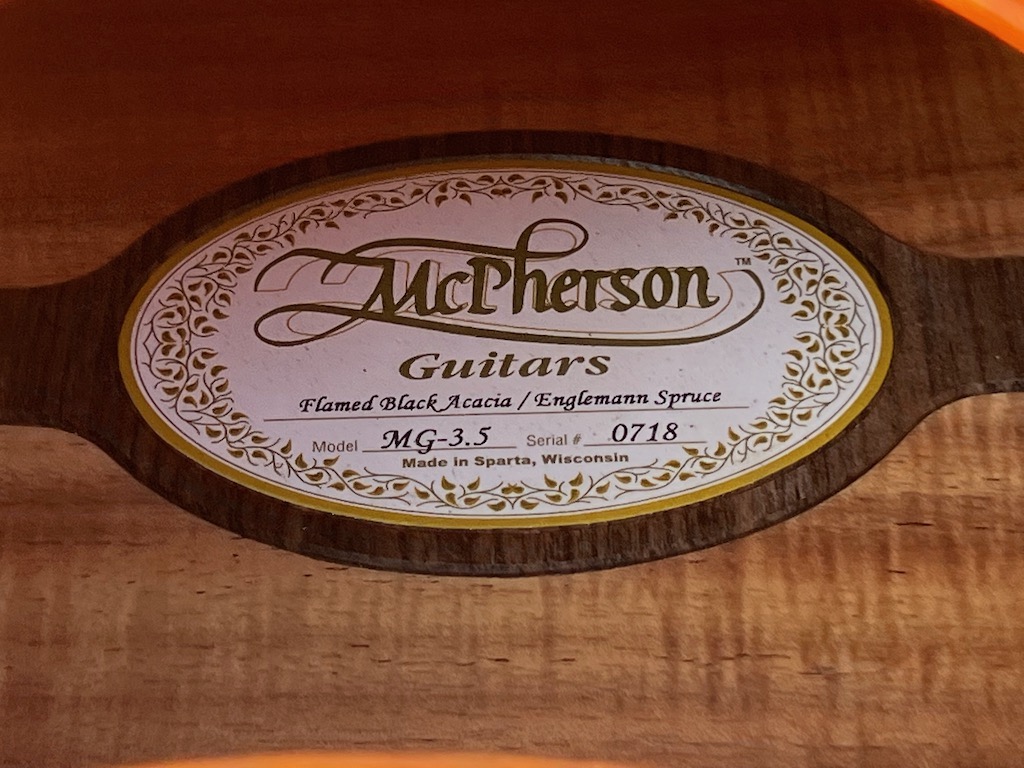 McPherson™
Guitars
Flamed Black Acacia / Englemann Spruce
Model MG-3.5 Serial # 0718
Made in Sparta, Wisconsin